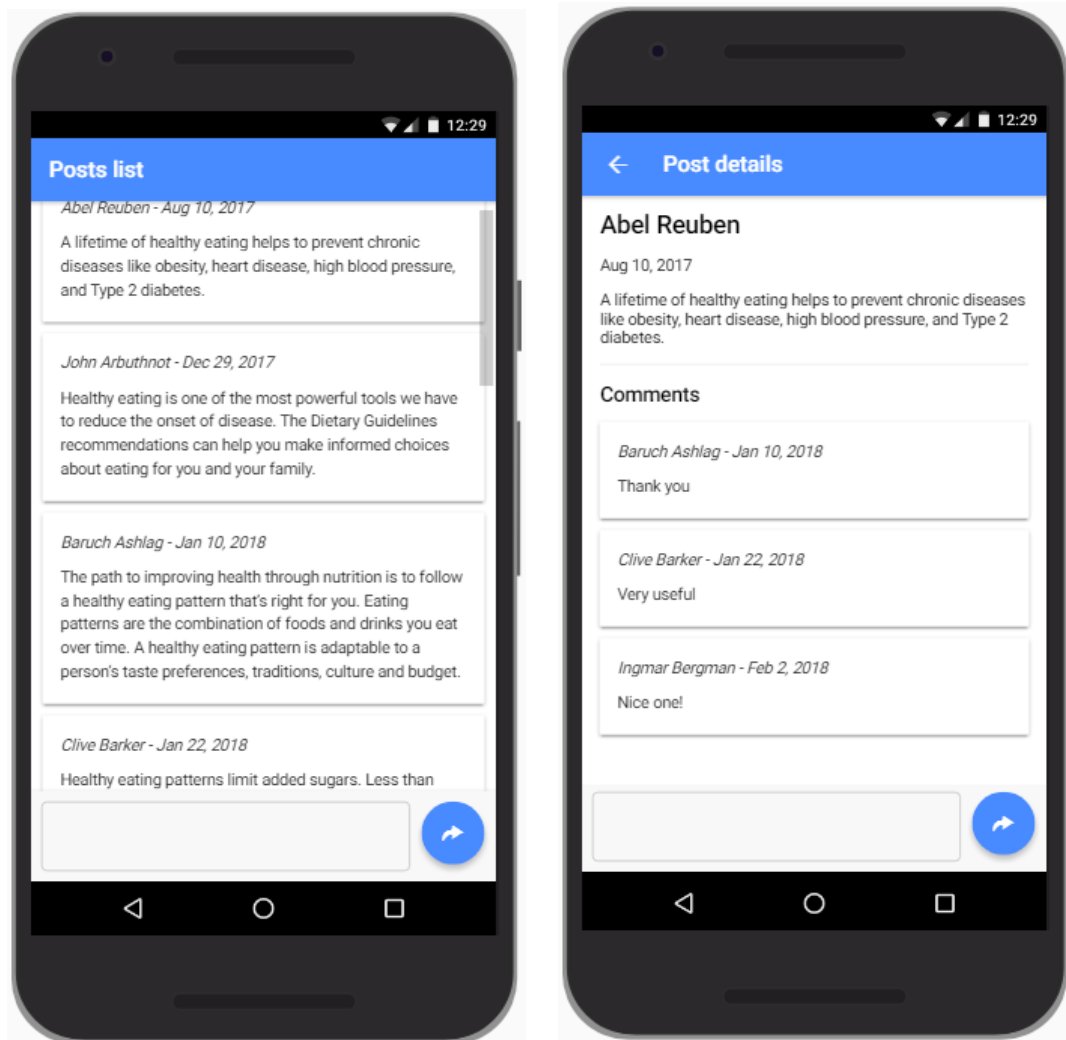 12:29
Posts list
Abel Reuben - Aug 10, 2017
A lifetime of healthy eating helps to prevent chronic
diseases like obesity, heart disease, high blood pressure,
and Type 2 diabetes.
John Arbuthnot - Dec 29, 2017
Healthy eating is one of the most powerful tools we have
to reduce the onset of disease. The Dietary Guidelines
recommendations can help you make informed choices
about eating for you and your family.
Baruch Ashlag - Jan 10, 2018
The path to improving health through nutrition is to follow
a healthy eating pattern that's right for you. Eating
patterns are the combination of foods and drinks you eat
over time. A healthy eating pattern is adaptable to a
person's taste preferences, traditions, culture and budget.
Clive Barker - Jan 22, 2018
Healthy eating patterns limit added sugars. Less than
12:29
Post details
Abel Reuben
Aug 10, 2017
A lifetime of healthy eating helps to prevent chronic diseases
like obesity, heart disease, high blood pressure, and Type 2
diabetes.
Comments
Baruch Ashlag - Jan 10, 2018
Thank you
Clive Barker - Jan 22, 2018
Very useful
Ingmar Bergman - Feb 2, 2018
Nice one!